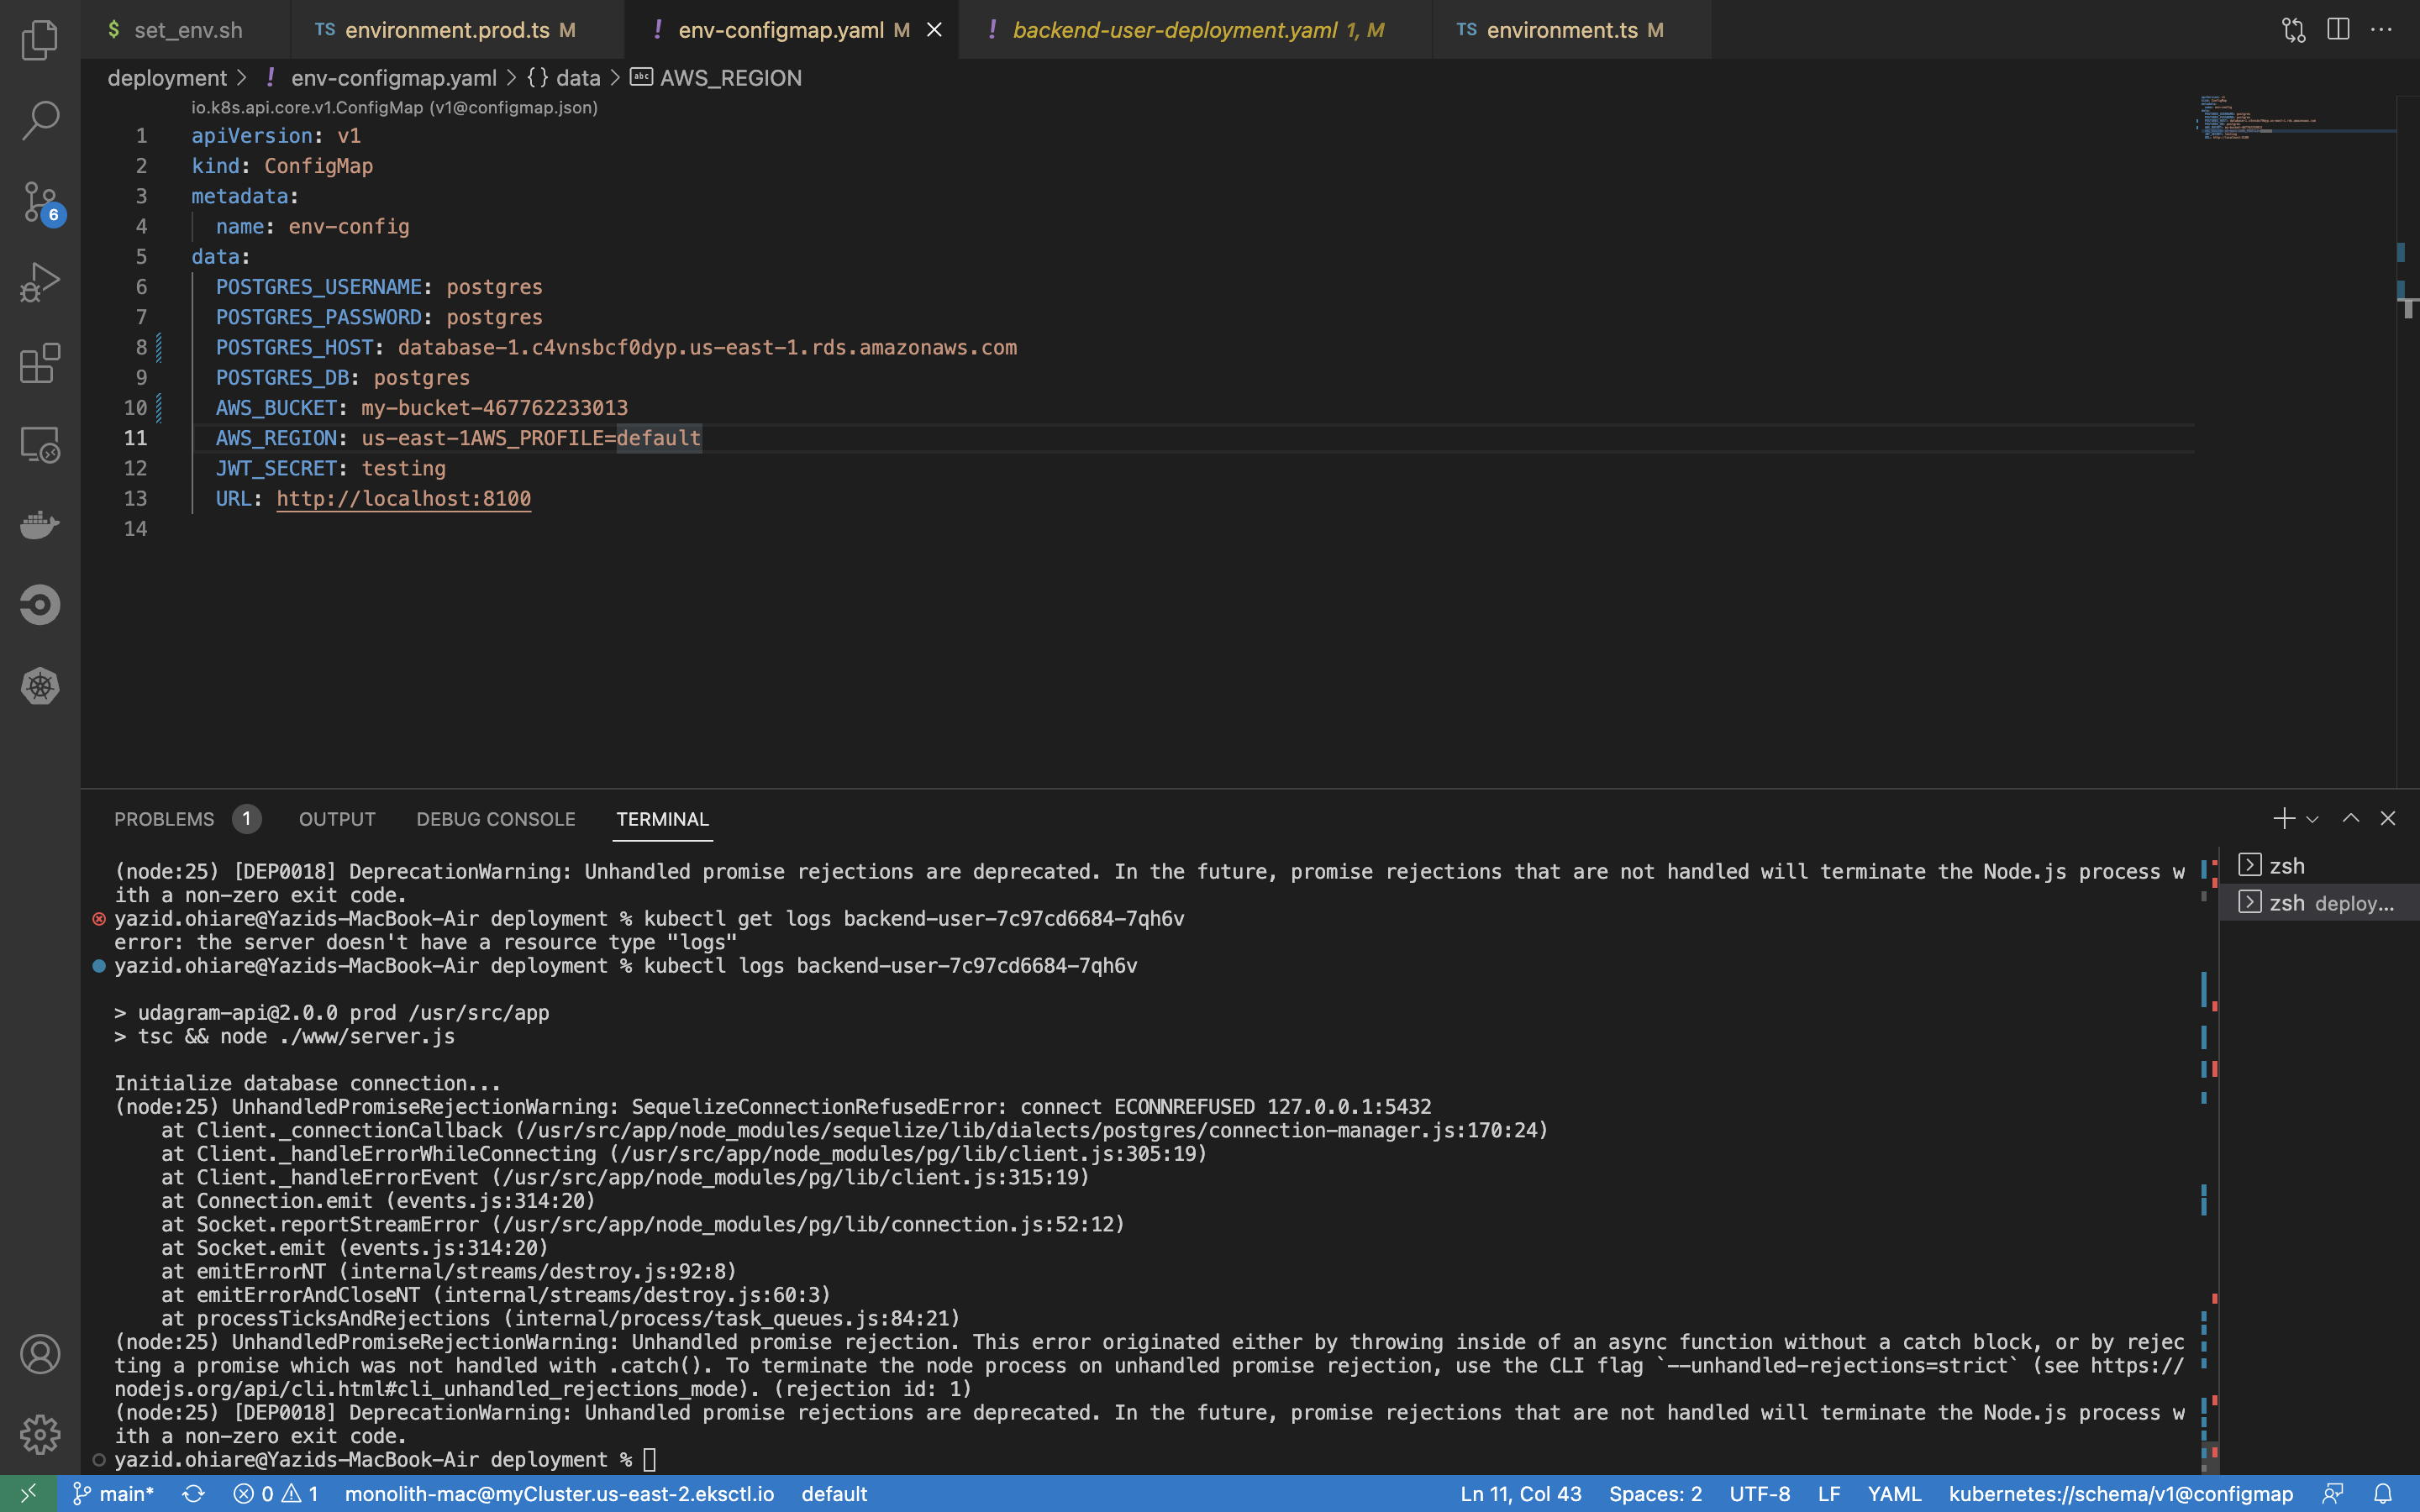 $ set_env.sh
TS environment.prod.ts M
! env-configmap.yaml M
! backend-user-deployment.yaml 1, M
TS environment.ts M
deployment > ! env-configmap.yaml > {} data > abc AWS_REGION
io.k8s.api.core.v1.ConfigMap (v1@configmap.json)
1 apiVersion: v1
2 kind: ConfigMap
3 metadata:
4 name: env-config
5 data:
6 POSTGRES_USERNAME: postgres
7 POSTGRES_PASSWORD: postgres
8 POSTGRES_HOST: database-1.c4vnsbcf0dyp.us-east-1.rds.amazonaws.com
9 POSTGRES_DB: postgres
10 AWS_BUCKET: my-bucket-467762233013
11 AWS_REGION: us-east-1AWS_PROFILE=default
12 JWT_SECRET: testing
13 URL: http://localhost:8100
14
6
PROBLEMS 1 OUTPUT DEBUG CONSOLE TERMINAL
(node:25) [DEP0018] DeprecationWarning: Unhandled promise rejections are deprecated. In the future, promise rejections that are not handled will terminate the Node.js process w
ith a non-zero exit code.
yazid.ohiare@Yazids-MacBook-Air deployment % kubectl get logs backend-user-7c97cd6684-7qh6v
error: the server doesn't have a resource type "logs"
yazid.ohiare@Yazids-MacBook-Air deployment % kubectl logs backend-user-7c97cd6684-7qh6v
> udagram-api@2.0.0 prod /usr/src/app
> tsc && node ./www/server.js
Initialize database connection...
(node:25) UnhandledPromiseRejectionWarning: SequelizeConnectionRefusedError: connect ECONNREFUSED 127.0.0.1:5432
at Client._connectionCallback (/usr/src/app/node_modules/sequelize/lib/dialects/postgres/connection-manager.js:170:24)
at Client._handleErrorWhileConnecting (/usr/src/app/node_modules/pg/lib/client.js:305:19)
at Client._handleErrorEvent (/usr/src/app/node_modules/pg/lib/client.js:315:19)
at Connection.emit (events.js:314:20)
at Socket.reportStreamError (/usr/src/app/node_modules/pg/lib/connection.js:52:12)
at Socket.emit (events.js:314:20)
at emitErrorNT (internal/streams/destroy.js:92:8)
at emitErrorAndCloseNT (internal/streams/destroy.js:60:3)
at processTicksAndRejections (internal/process/task_queues.js:84:21)
(node:25) UnhandledPromiseRejectionWarning: Unhandled promise rejection. This error originated either by throwing inside of an async function without a catch block, or by rejec
ting a promise which was not handled with .catch(). To terminate the node process on unhandled promise rejection, use the CLI flag `--unhandled-rejections=strict` (see https://
nodejs.org/api/cli.html#cli_unhandled_rejections_mode). (rejection id: 1)
(node:25) [DEP0018] DeprecationWarning: Unhandled promise rejections are deprecated. In the future, promise rejections that are not handled will terminate the Node.js process w
ith a non-zero exit code.
yazid.ohiare@Yazids-MacBook-Air deployment %
zsh
zsh deploy...
main* 0 1 monolith-mac@myCluster.us-east-2.eksctl.io default Ln 11, Col 43 Spaces: 2 UTF-8 LF YAML kubernetes://schema/v1@configmap